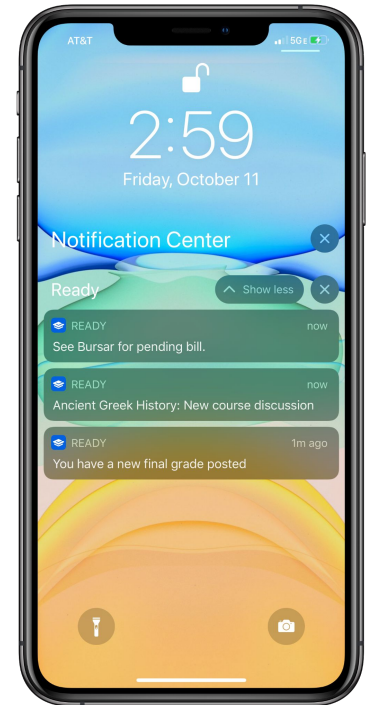 AT&T
5GE
2:59
Friday, October 11
Notification Center
Ready
Show less
READY
now
See Bursar for pending bill.
READY
now
Ancient Greek History: New course discussion
READY
1m ago
You have a new final grade posted